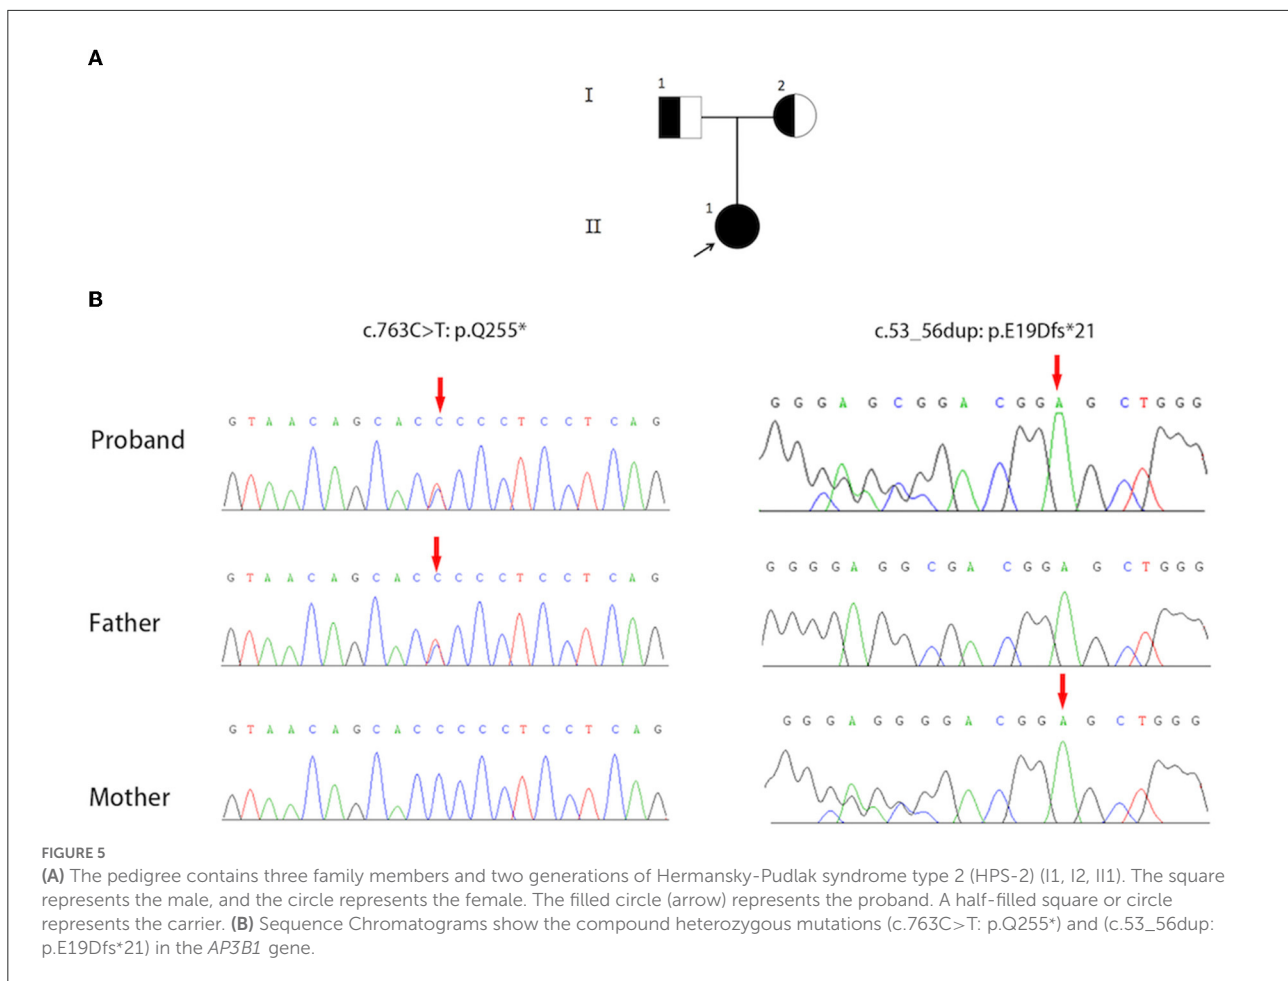 A
I
1
2
II
1
B
c.763C>T: p.Q255*
c.53_56dup: p.E19Dfs*21
Proband
G T A A C A G C A C C C C C T C C T C A G
G G G A G C G G A C G G A G C T G G G
Father
G T A A C A G C A C C C C C T C C T C A G
G G G G A G G C G A C G G A G C T G G G
Mother
G T A A C A G C A C C C C C T C C T C A G
G G G A G G G G A C G G A G C T G G G
FIGURE 5
(A) The pedigree contains three family members and two generations of Hermansky-Pudlak syndrome type 2 (HPS-2) (I1, I2, II1). The square
represents the male, and the circle represents the female. The filled circle (arrow) represents the proband. A half-filled square or circle
represents the carrier. (B) Sequence Chromatograms show the compound heterozygous mutations (c.763C>T: p.Q255*) and (c.53_56dup:
p.E19Dfs*21) in the AP3B1 gene.